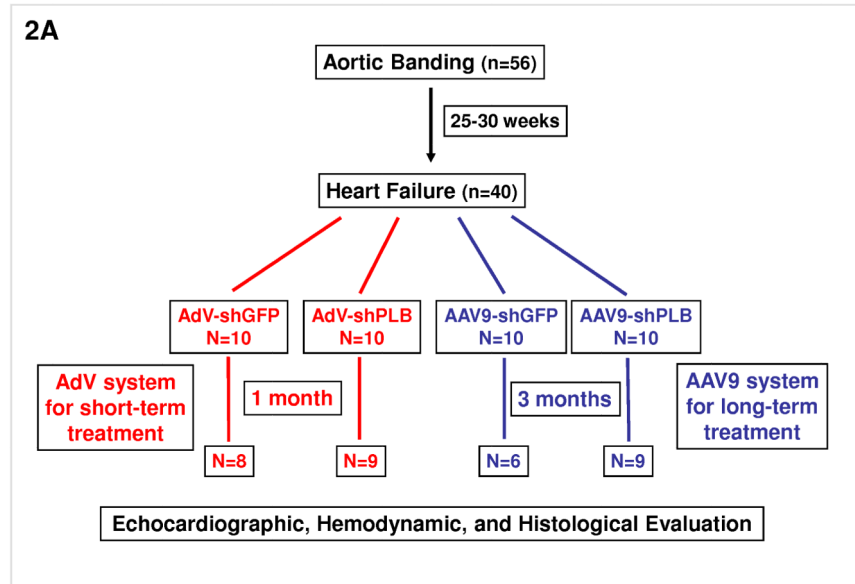 2A
Aortic Banding (n=56)
25-30 weeks
Heart Failure (n=40)
AdV-shGFP
N=10
AdV-shPLB
N=10
AAV9-shGFP
N=10
AAV9-shPLB
N=10
AdV system
for short-term
treatment
1 month
3 months
AAV9 system
for long-term
treatment
N=8
N=9
N=6
N=9
Echocardiographic, Hemodynamic, and Histological Evaluation